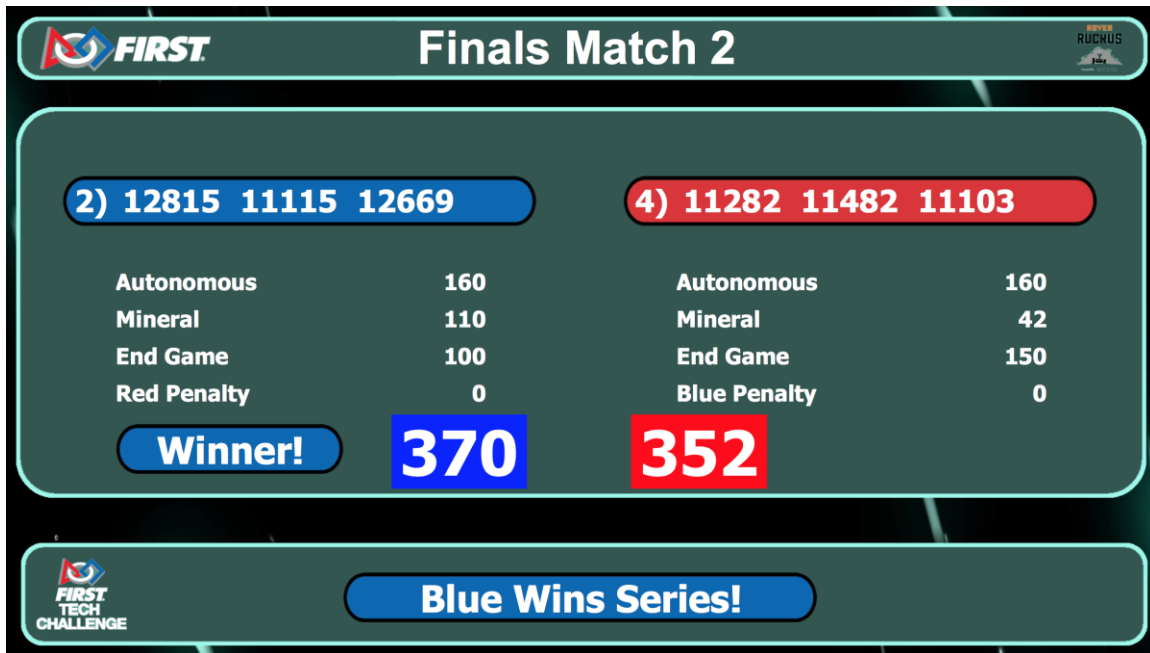 FIRST
Finals Match 2
ROVER
RUCKUS
2) 12815 11115 12669
4) 11282 11482 11103
Autonomous 160
Mineral 110
End Game 100
Red Penalty 0
Autonomous 160
Mineral 42
End Game 150
Blue Penalty 0
Winner! 370
352
FIRST
TECH
CHALLENGE
Blue Wins Series!